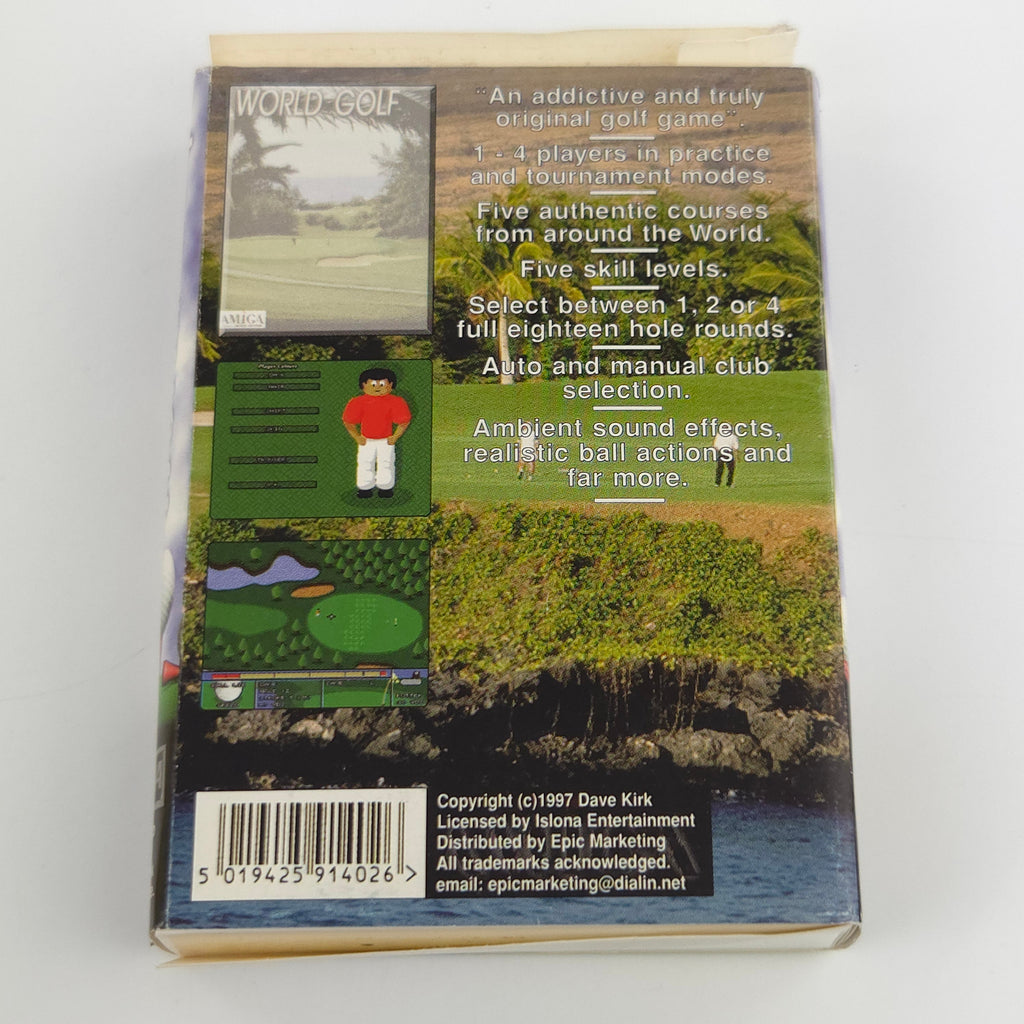 WORLD GOLF
AMIGA
"An addictive and truly
original golf game".
1 - 4 players in practice
and tournament modes.
Five authentic courses
from around the World.
Five skill levels.
Select between 1, 2 or 4
full eighteen hole rounds.
Auto and manual club
selection.
Ambient sound effects,
realistic ball actions and
far more.
5 019425 914026 >
Copyright (c)1997 Dave Kirk
Licensed by Islona Entertainment
Distributed by Epic Marketing
All trademarks acknowledged.
email: epicmarketing@dialin.net